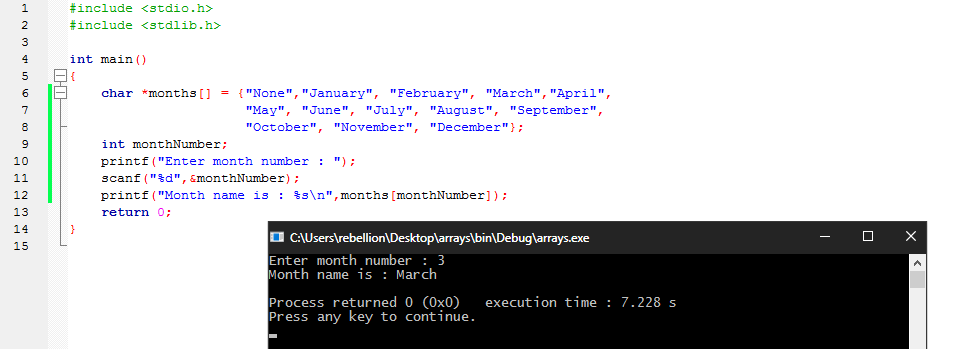 1 #include <stdio.h>
2 #include <stdlib.h>
3
4 int main()
5 {
6 char *months[] = {"None","January", "February", "March","April",
7 "May", "June", "July", "August", "September",
8 "October", "November", "December"};
9 int monthNumber;
10 printf("Enter month number : ");
11 scanf("%d",&monthNumber);
12 printf("Month name is : %s\n",months[monthNumber]);
13 return 0;
14 }
15
C:\Users\rebellion\Desktop\arrays\bin\Debug\arrays.exe
Enter month number : 3
Month name is : March
Process returned 0 (0x0)   execution time : 7.228 s
Press any key to continue.